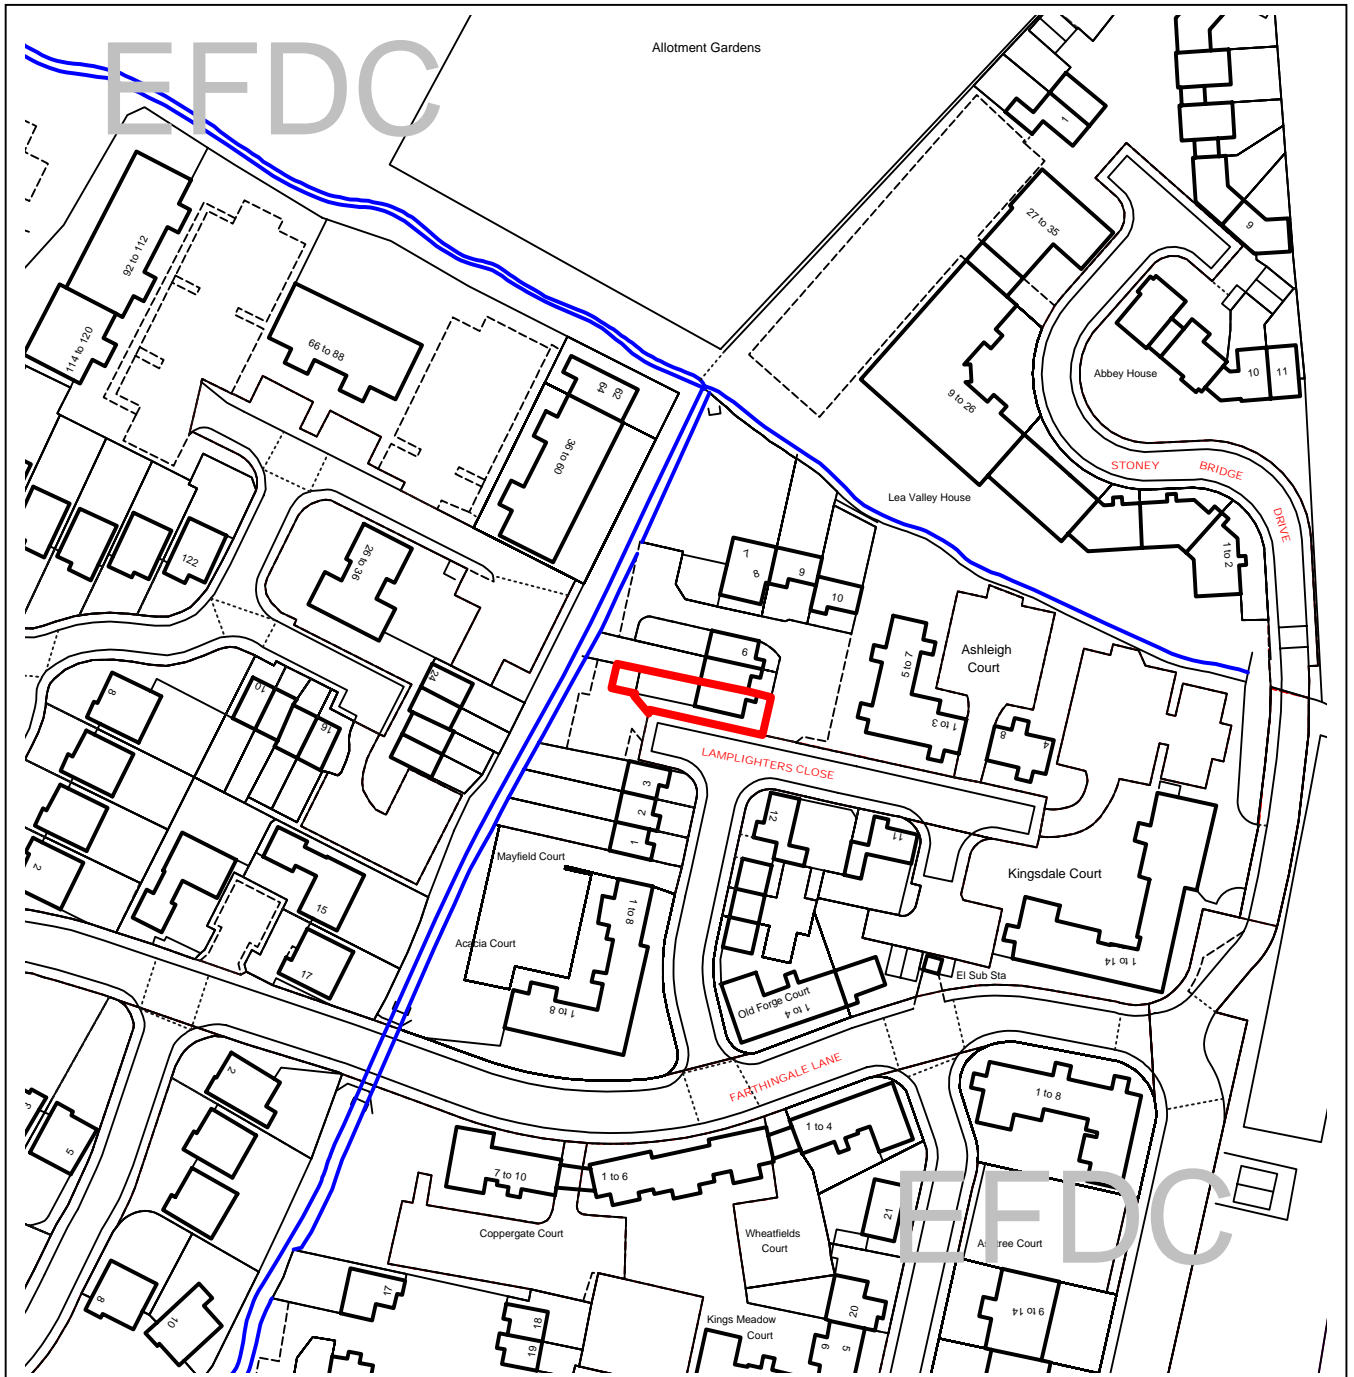 EFDC
Allotment Gardens
1
27 to 35
9
92 to 112
114 to 120
66 to 88
62
64
36 to 60
Abbey House
10
11
9 to 26
STONEY BRIDGE DRIVE
Lea Valley House
1 to 2
122
26 to 36
7
8
9
10
6
5 to 7
1 to 3
Ashleigh
Court
8
4
24
8
10
16
LAMPLIGHTERS CLOSE
3
2
1
12
11
Mayfield Court
Kingsdale Court
2
15
17
1 to 8
Acacia Court
1 to 8
1 to 14
El Sub Sta
Old Forge Court
1 to 4
FARTHINGALE LANE
2
3
5
1 to 8
1 to 4
7 to 10
1 to 6
21
EFDC
Coppergate Court
Wheatfields
Court
8
10
17
18
19
20
9 to 14
Kings Meadow
Court
5